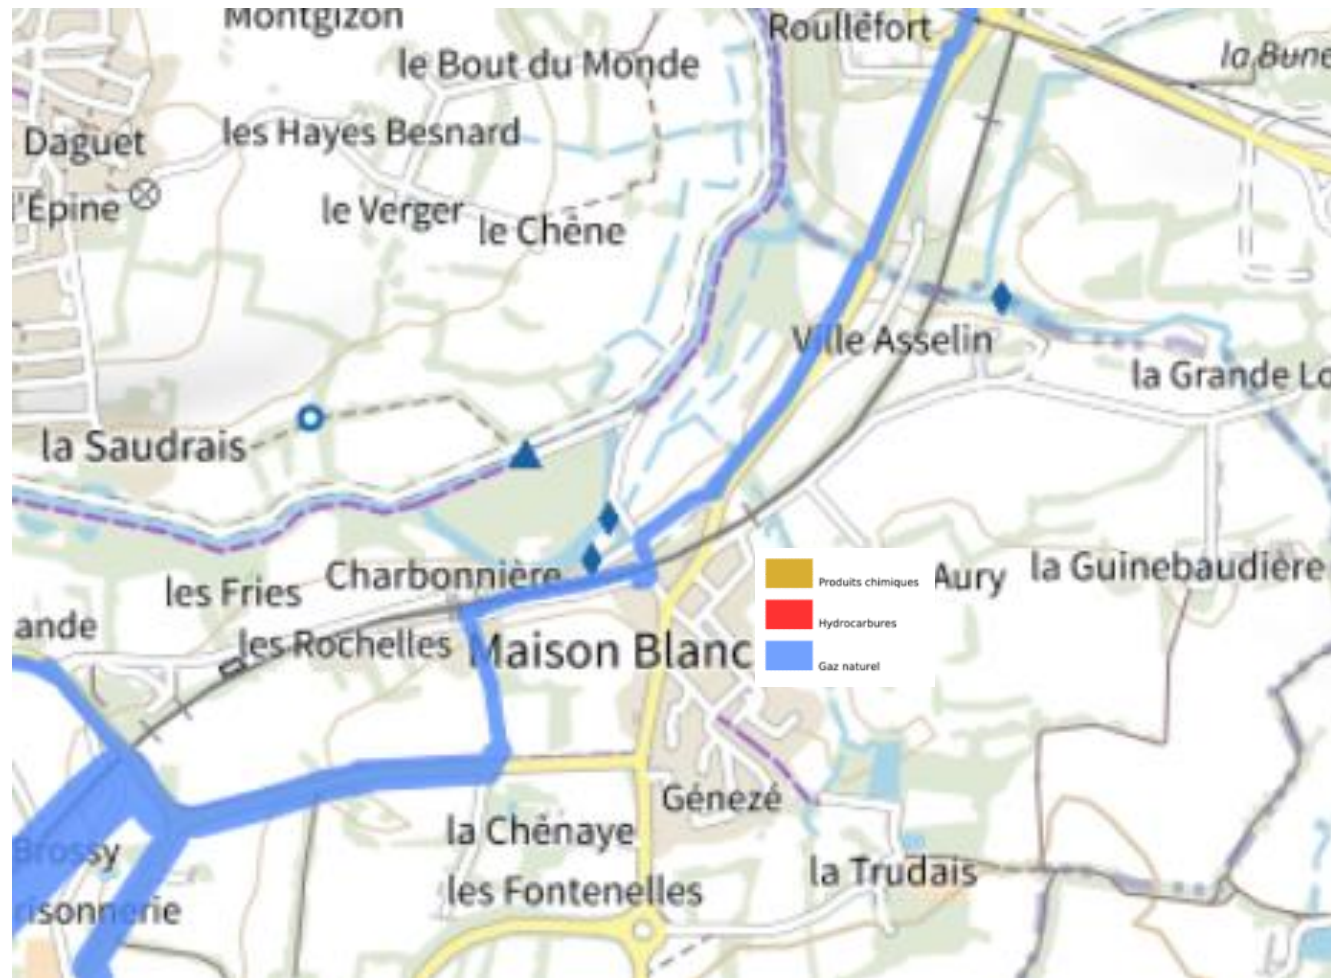 Montgizon
Roullefort
le Bout du Monde
la Bune
Daguet
les Hayes Besnard
l'Épine
le Verger
le Chêne
Ville Asselin
la Grande Lo
la Saudrais
les Fries
Charbonnière
Aury
la Guinebaudière
ande
les Rochelles
Maison Blanc
Produits chimiques
Hydrocarbures
Gaz naturel
Génezé
la Chênaye
Brossy
la Trudais
les Fontenelles
risonnerie